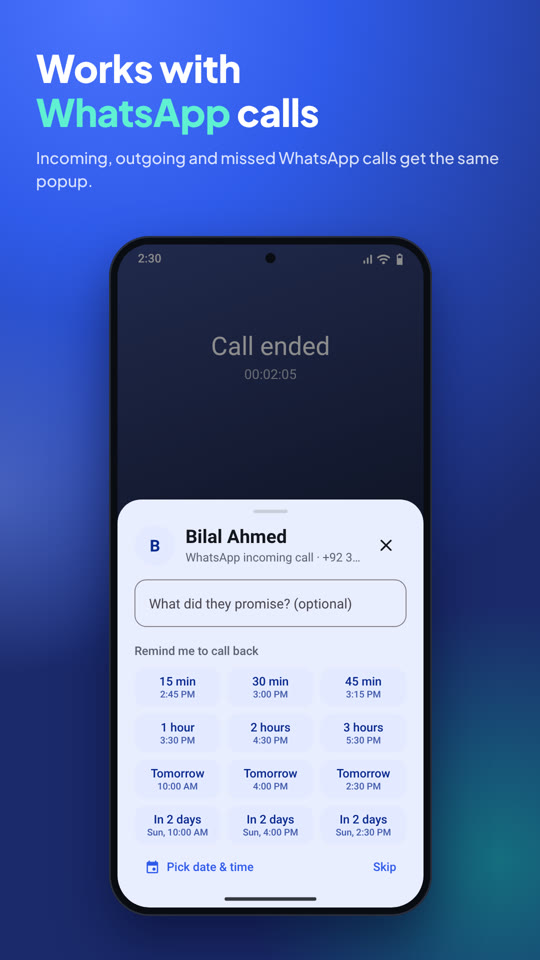 Works with
WhatsApp calls
Incoming, outgoing and missed WhatsApp calls get the same
popup.
2:30
Call ended
00:02:05
B
Bilal Ahmed
WhatsApp incoming call · +92 3...
What did they promise? (optional)
Remind me to call back
15 min 30 min 45 min
2:45 PM 3:00 PM 3:15 PM
1 hour 2 hours 3 hours
3:30 PM 4:30 PM 5:30 PM
Tomorrow Tomorrow Tomorrow
10:00 AM 4:00 PM 2:30 PM
In 2 days In 2 days In 2 days
Sun, 10:00 AM Sun, 4:00 PM Sun, 2:30 PM
Pick date & time Skip